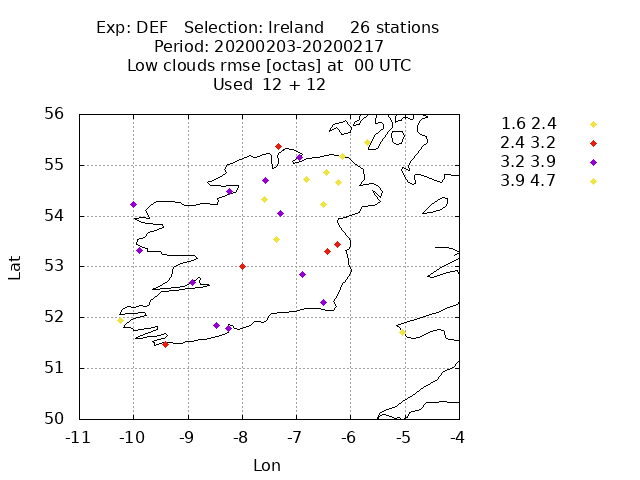 Exp: DEF   Selection: Ireland     26 stations
Period: 20200203-20200217
Low clouds rmse [octas] at  00 UTC
Used  12 + 12
1.6 2.4
2.4 3.2
3.2 3.9
3.9 4.7
56
55
54
53
52
51
50
Lat
-11 -10 -9 -8 -7 -6 -5 -4
Lon